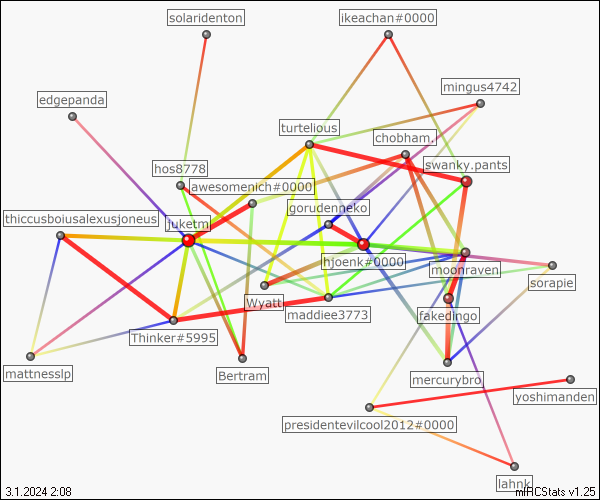 solaridenton
ikeachan#0000
edgepanda
mingus4742
turtelious
chobham.
hos8778
swanky.pants
awesomenich#0000
thiccusboiusalexusjoneus
juketm
gorudenneko
hjoenk#0000
moonraven
sorapie
Wyatt
maddiee3773
fakedingo
Thinker#5995
mattnesslp
Bertram
mercurybro
yoshimanden
presidentevilcool2012#0000
lahnk
3.1.2024 2:08
mIRCStats v1.25